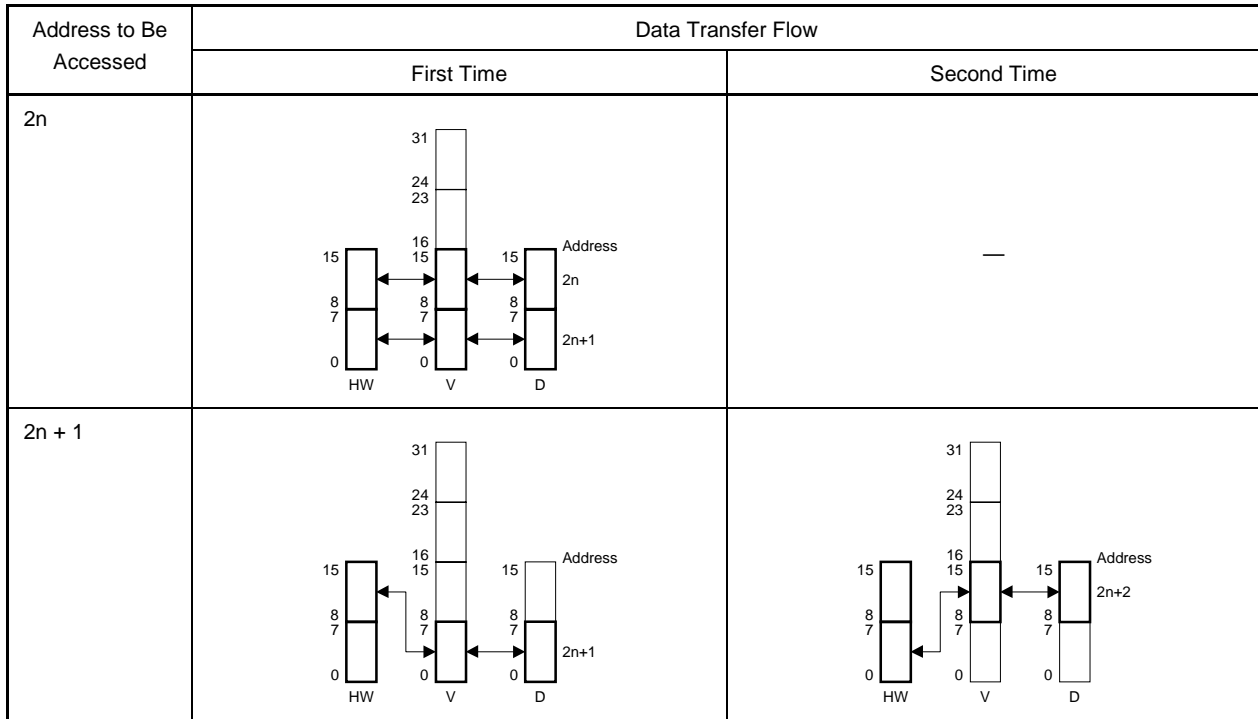 Address to Be
Accessed
Data Transfer Flow
First Time
Second Time
2n
31
24
23
16
15
15
15
Address
2n
8
8
8
7
7
7
2n+1
0
0
0
HW
V
D
—
2n + 1
31
24
23
16
15
15
15
Address
8
8
8
7
7
7
2n+1
0
0
0
HW
V
D
31
24
23
16
15
15
15
Address
2n+2
8
8
8
7
7
7
0
0
0
HW
V
D